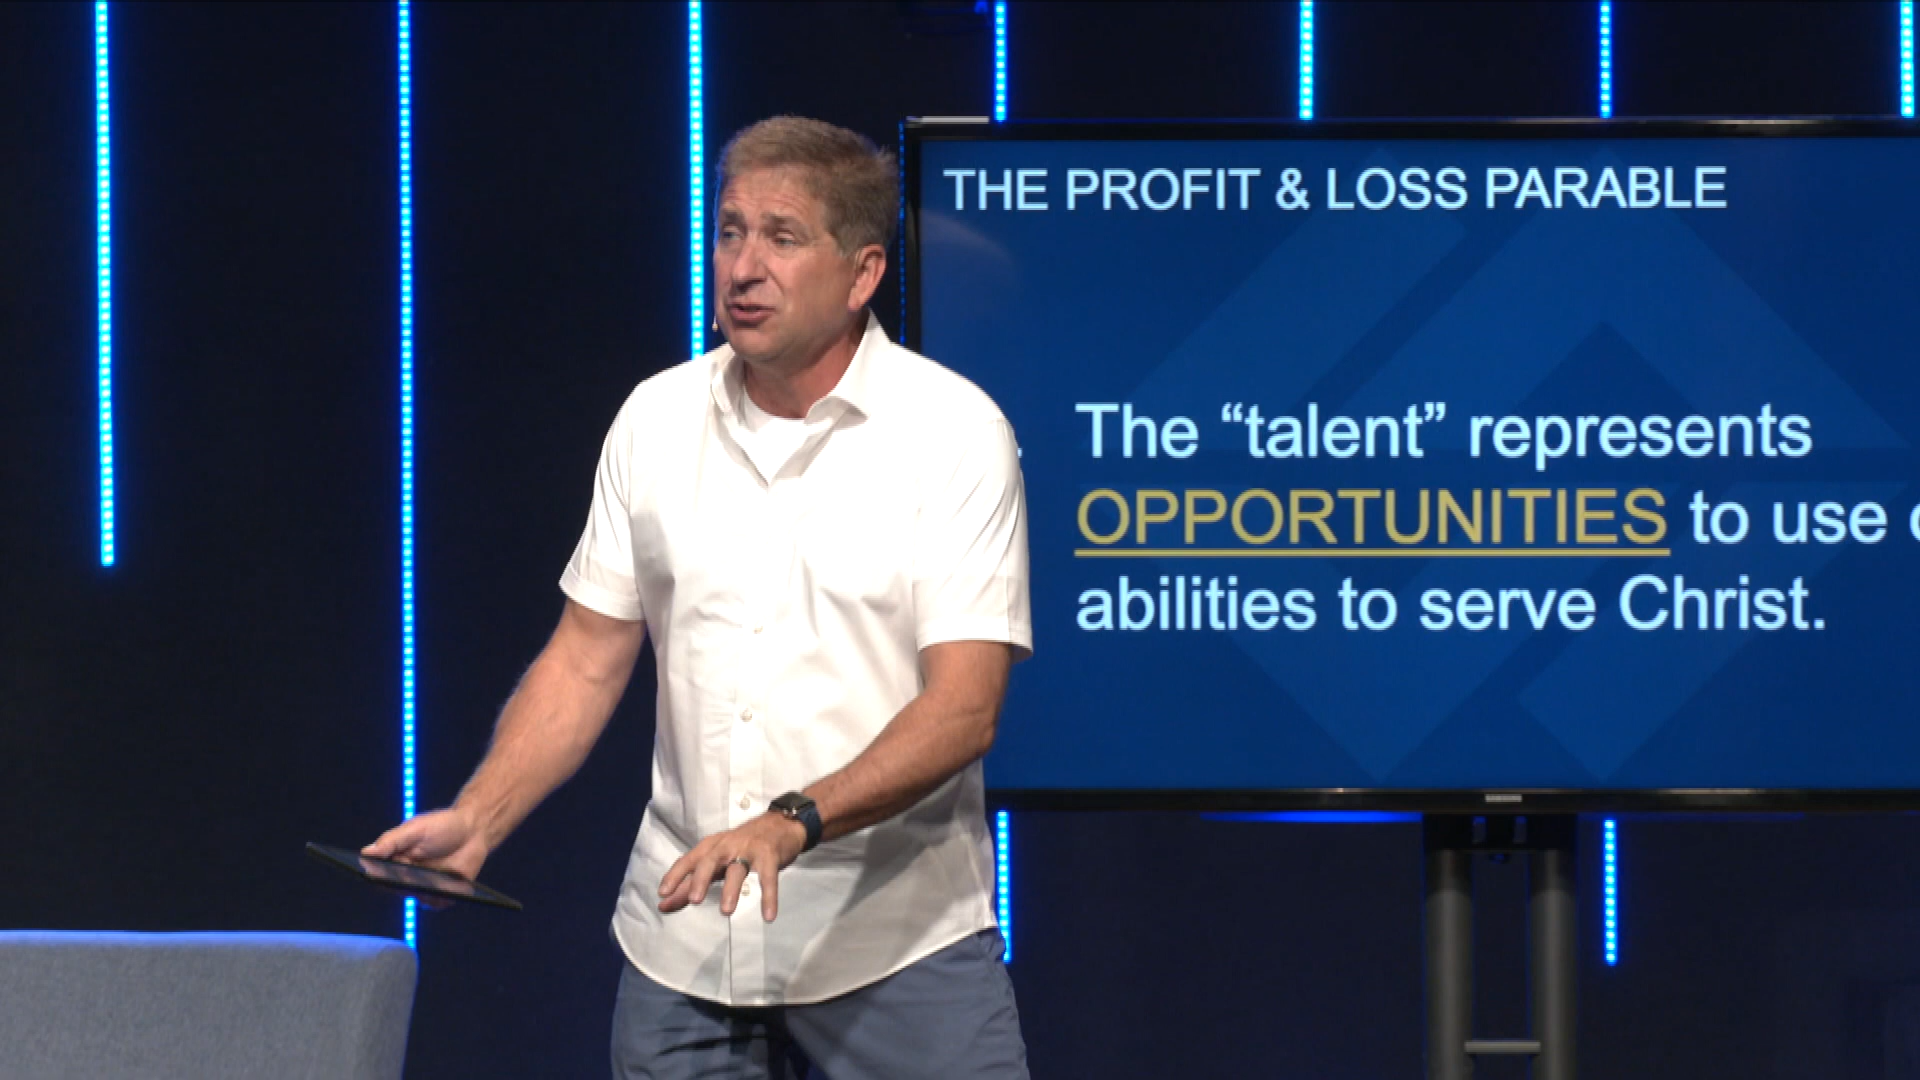 THE PROFIT & LOSS PARABLE
The “talent” represents
OPPORTUNITIES to use
abilities to serve Christ.